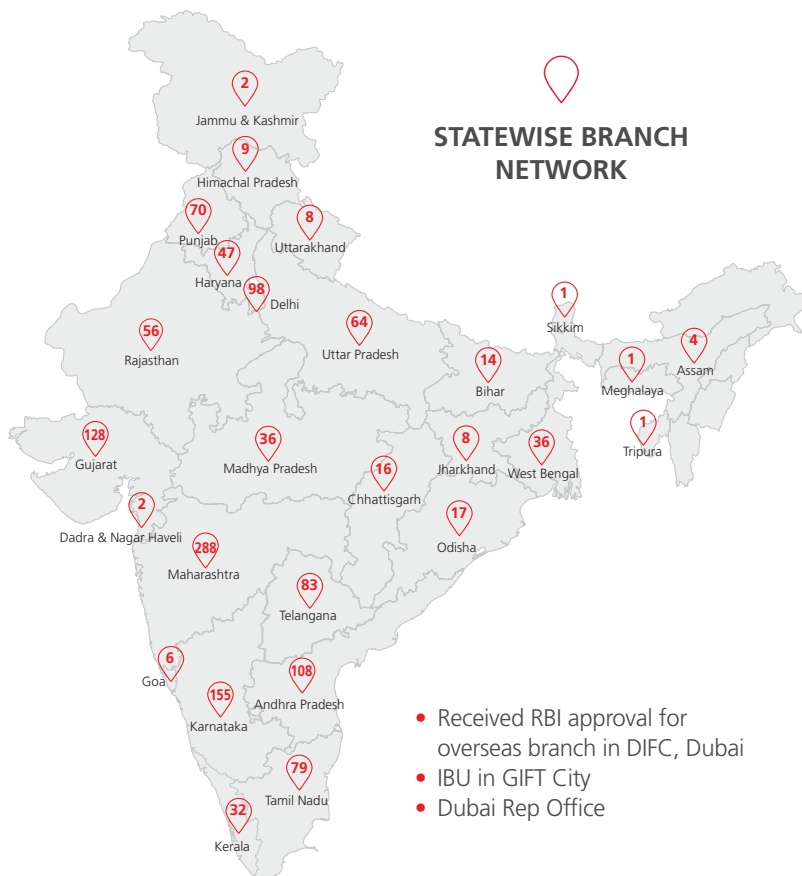 2
Jammu & Kashmir
STATEWISE BRANCH
NETWORK
9
Himachal Pradesh
70
Punjab
8
Uttarakhand
47
Haryana
98
Delhi
1
Sikkim
56
Rajasthan
64
Uttar Pradesh
14
Bihar
1
Meghalaya
4
Assam
128
Gujarat
36
Madhya Pradesh
16
Chhattisgarh
8
Jharkhand
36
West Bengal
1
Tripura
2
Dadra & Nagar Haveli
288
Maharashtra
17
Odisha
83
Telangana
6
Goa
155
Karnataka
108
Andhra Pradesh
79
Tamil Nadu
32
Kerala
• Received RBI approval for
overseas branch in DIFC, Dubai
• IBU in GIFT City
• Dubai Rep Office